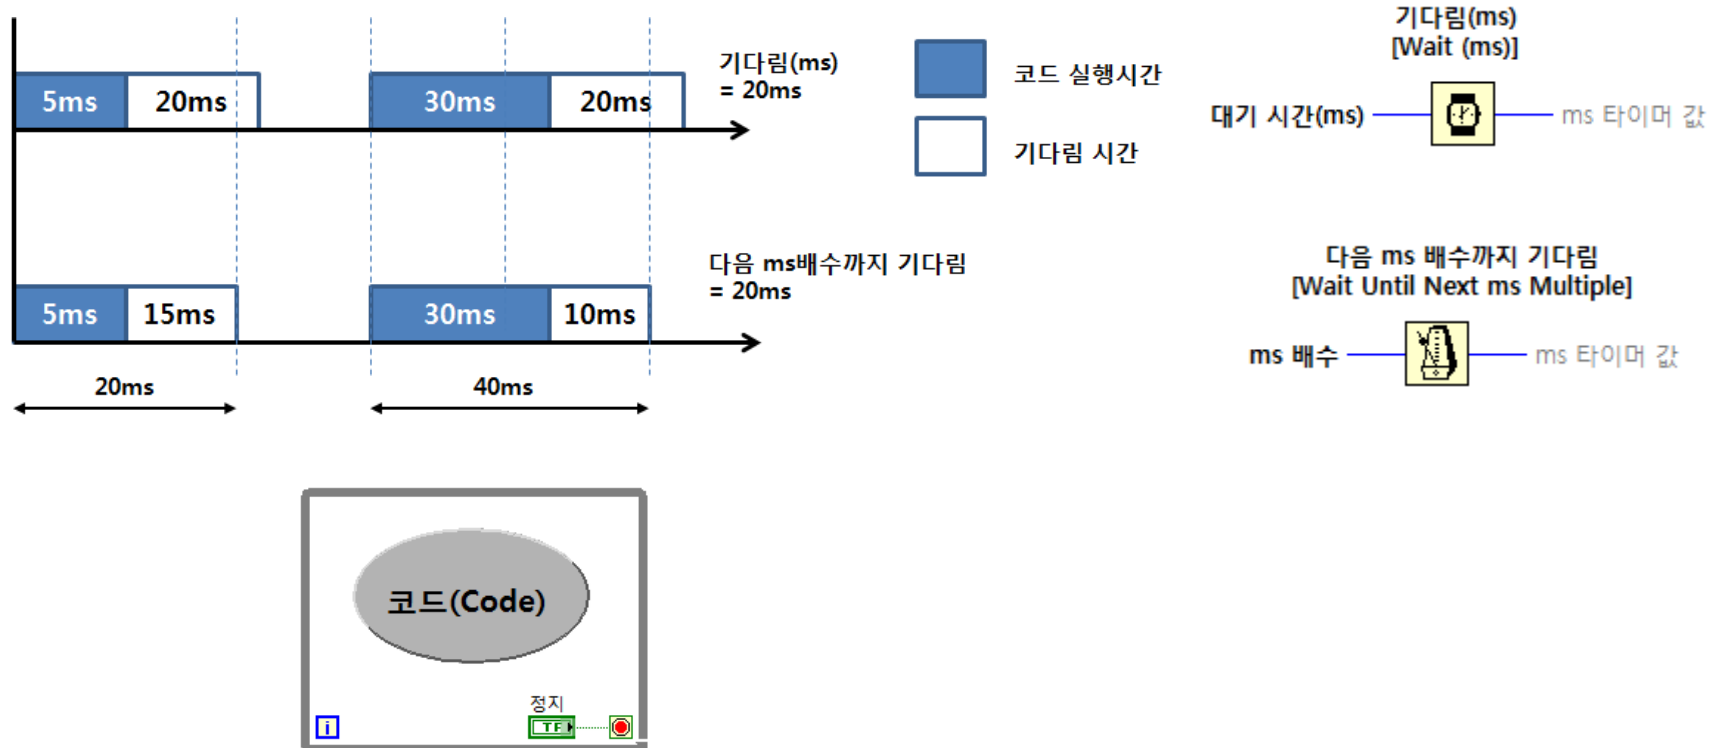 5ms
20ms
30ms
20ms
기다림(ms)
= 20ms
코드 실행시간
기다림 시간
기다림(ms)
[Wait (ms)]
대기 시간(ms)
ms 타이머 값
5ms
15ms
30ms
10ms
다음 ms배수까지 기다림
= 20ms
20ms
40ms
다음 ms 배수까지 기다림
[Wait Until Next ms Multiple]
ms 배수
ms 타이머 값
코드(Code)
정지
TF
i